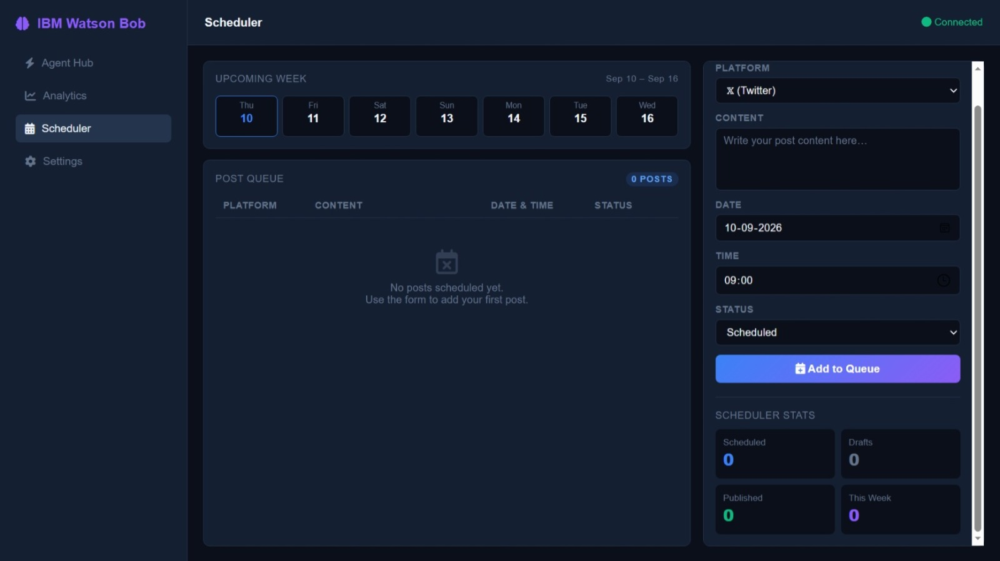 IBM Watson Bob
Agent Hub
Analytics
Scheduler
Settings
Scheduler
Connected
UPCOMING WEEK
Sep 10 – Sep 16
Thu
10
Fri
11
Sat
12
Sun
13
Mon
14
Tue
15
Wed
16
POST QUEUE
0 POSTS
PLATFORM CONTENT DATE & TIME STATUS
No posts scheduled yet.
Use the form to add your first post.
PLATFORM
𝕏 (Twitter)
CONTENT
Write your post content here…
DATE
10-09-2026
TIME
09:00
STATUS
Scheduled
Add to Queue
SCHEDULER STATS
Scheduled
0
Drafts
0
Published
0
This Week
0